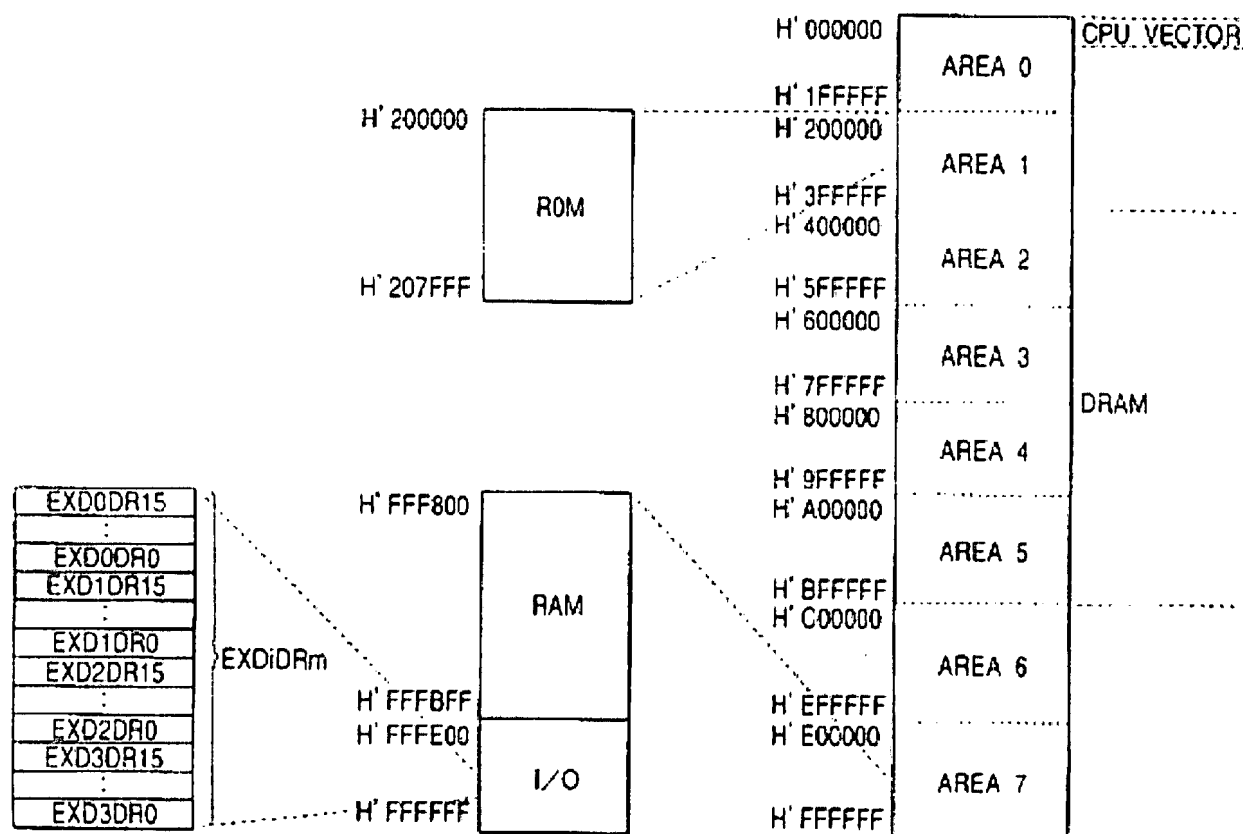 EXD0DR15
EXD0DR0
EXD1DR15
EXD1DR0
EXD2DR15
EXD2DR0
EXD3DR15
EXD3DR0
EXDiDRm
H' 200000
ROM
H' 207FFF
H' FFF800
RAM
H' FFFBFF
H' FFFE00
I/O
H' FFFFFF
H' 000000
AREA 0
CPU VECTOR
H' 1FFFFF
H' 200000
AREA 1
H' 3FFFFF
H' 400000
AREA 2
H' 5FFFFF
H' 600000
AREA 3
H' 7FFFFF
DRAM
H' 800000
AREA 4
H' 9FFFFF
H' A00000
AREA 5
H' BFFFFF
H' C00000
AREA 6
H' EFFFFF
H' E00000
AREA 7
H' FFFFFF